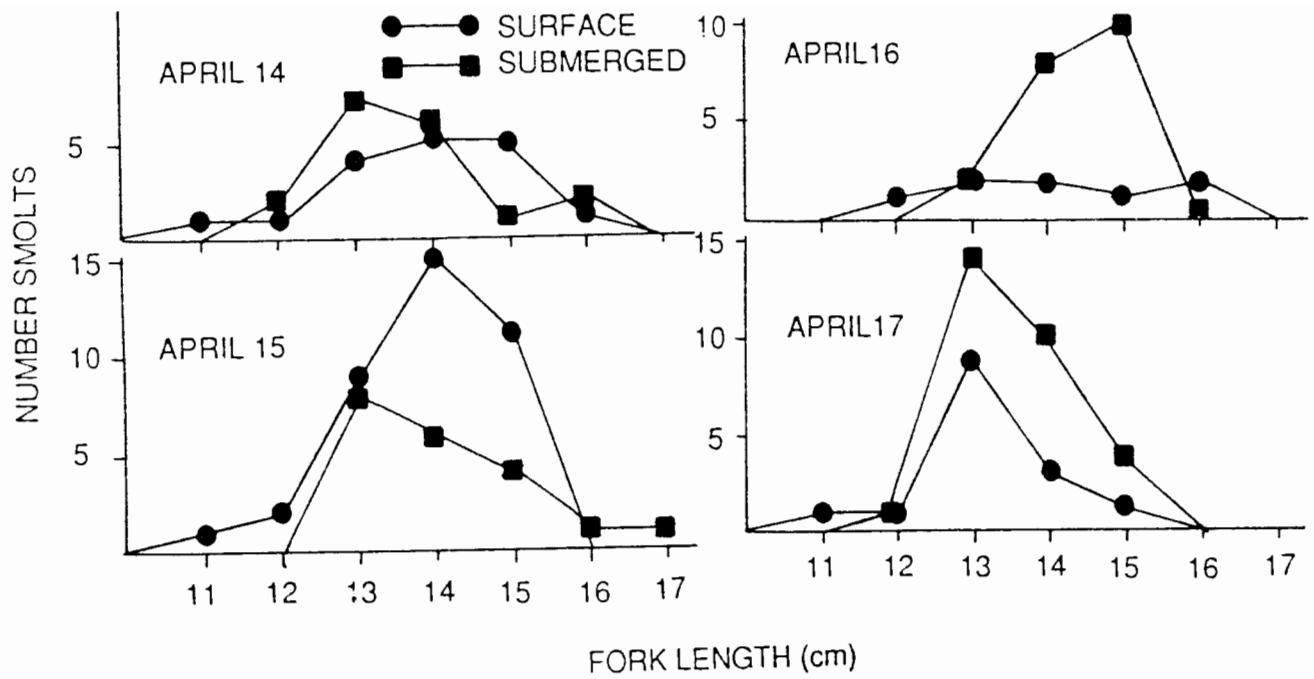 SURFACE
SUBMERGED
APRIL 14
5
APRIL16
10
5
NUMBER SMOLTS
APRIL 15
15
10
5
11 12 13 14 15 16 17
APRIL17
15
10
5
11 12 13 14 15 16 17
FORK LENGTH (cm)